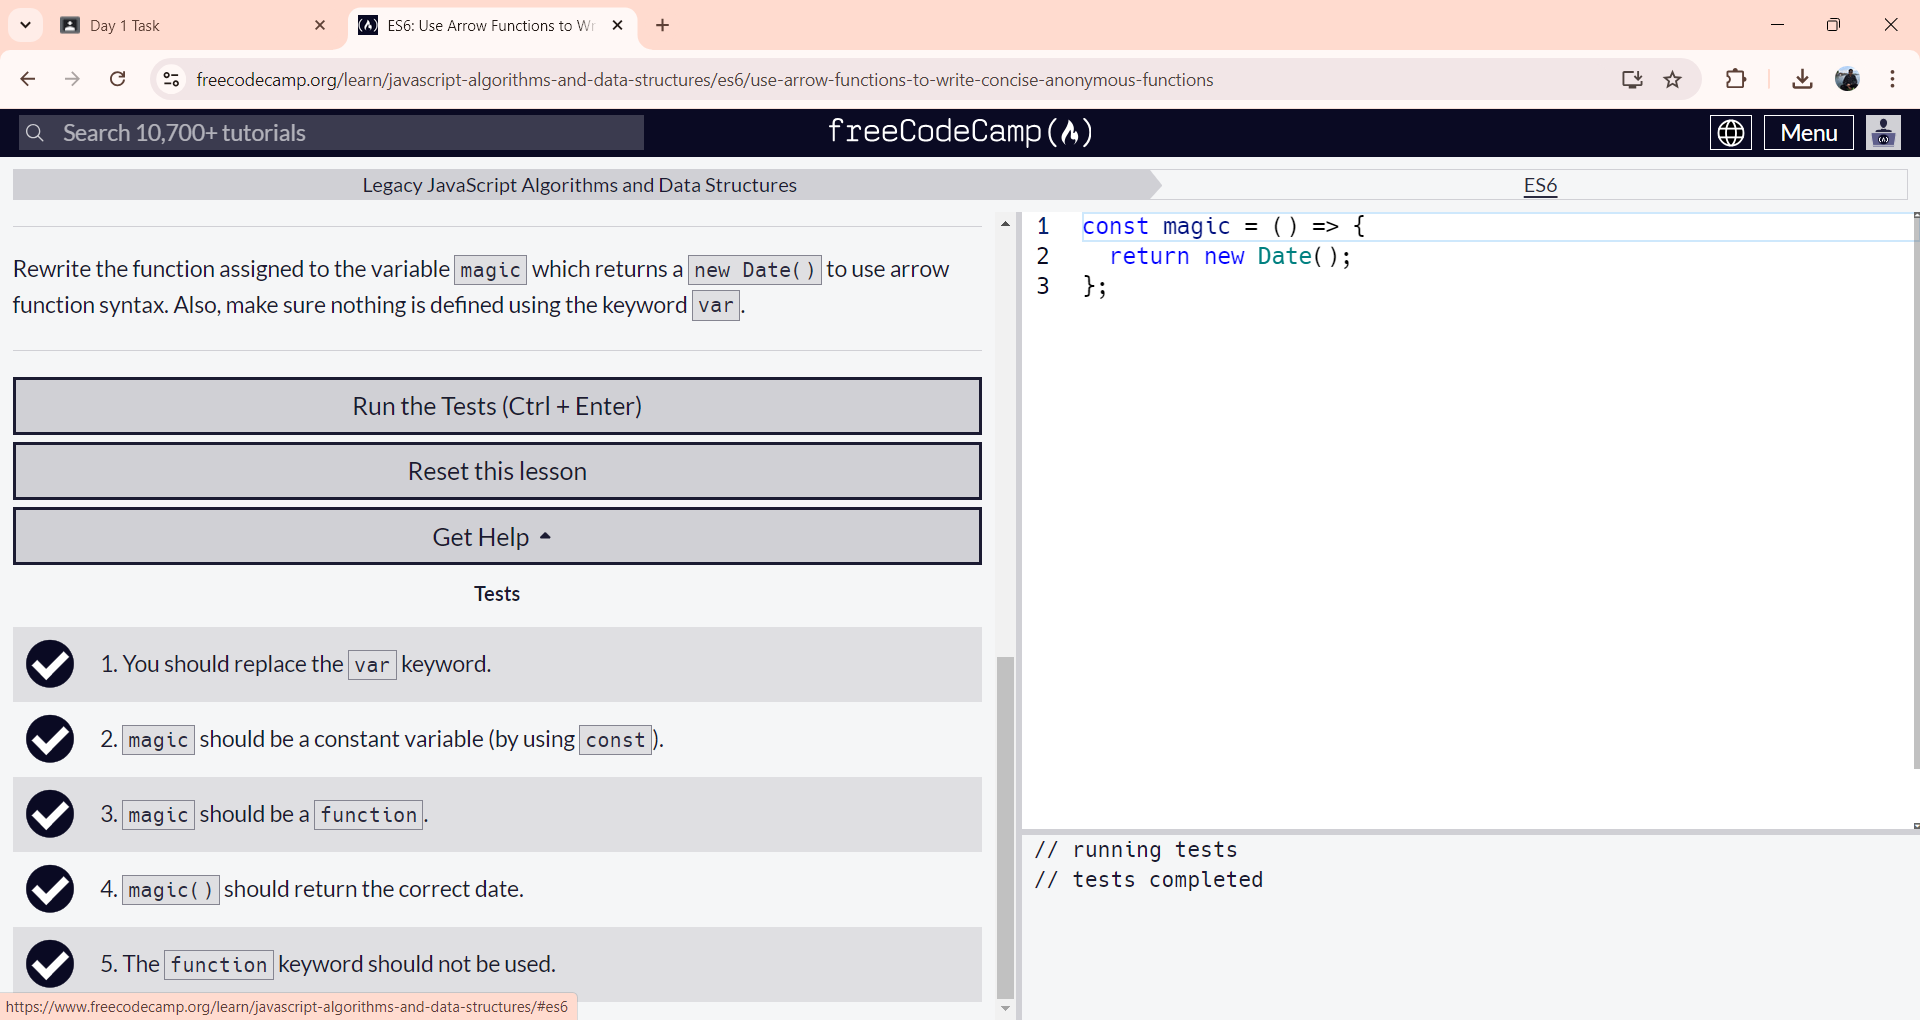 Day 1 Task
ES6: Use Arrow Functions to Wr
freecodecamp.org/learn/javascript-algorithms-and-data-structures/es6/use-arrow-functions-to-write-concise-anonymous-functions
Search 10,700+ tutorials
freeCodeCamp
Menu
Legacy JavaScript Algorithms and Data Structures
ES6
Rewrite the function assigned to the variable magic which returns a new Date() to use arrow
function syntax. Also, make sure nothing is defined using the keyword var.
Run the Tests (Ctrl + Enter)
Reset this lesson
Get Help
Tests
1. You should replace the var keyword.
2. magic should be a constant variable (by using const).
3. magic should be a function.
4. magic() should return the correct date.
5. The function keyword should not be used.
https://www.freecodecamp.org/learn/javascript-algorithms-and-data-structures/#es6
1 const magic = () => {
2 return new Date();
3 };
// running tests
// tests completed